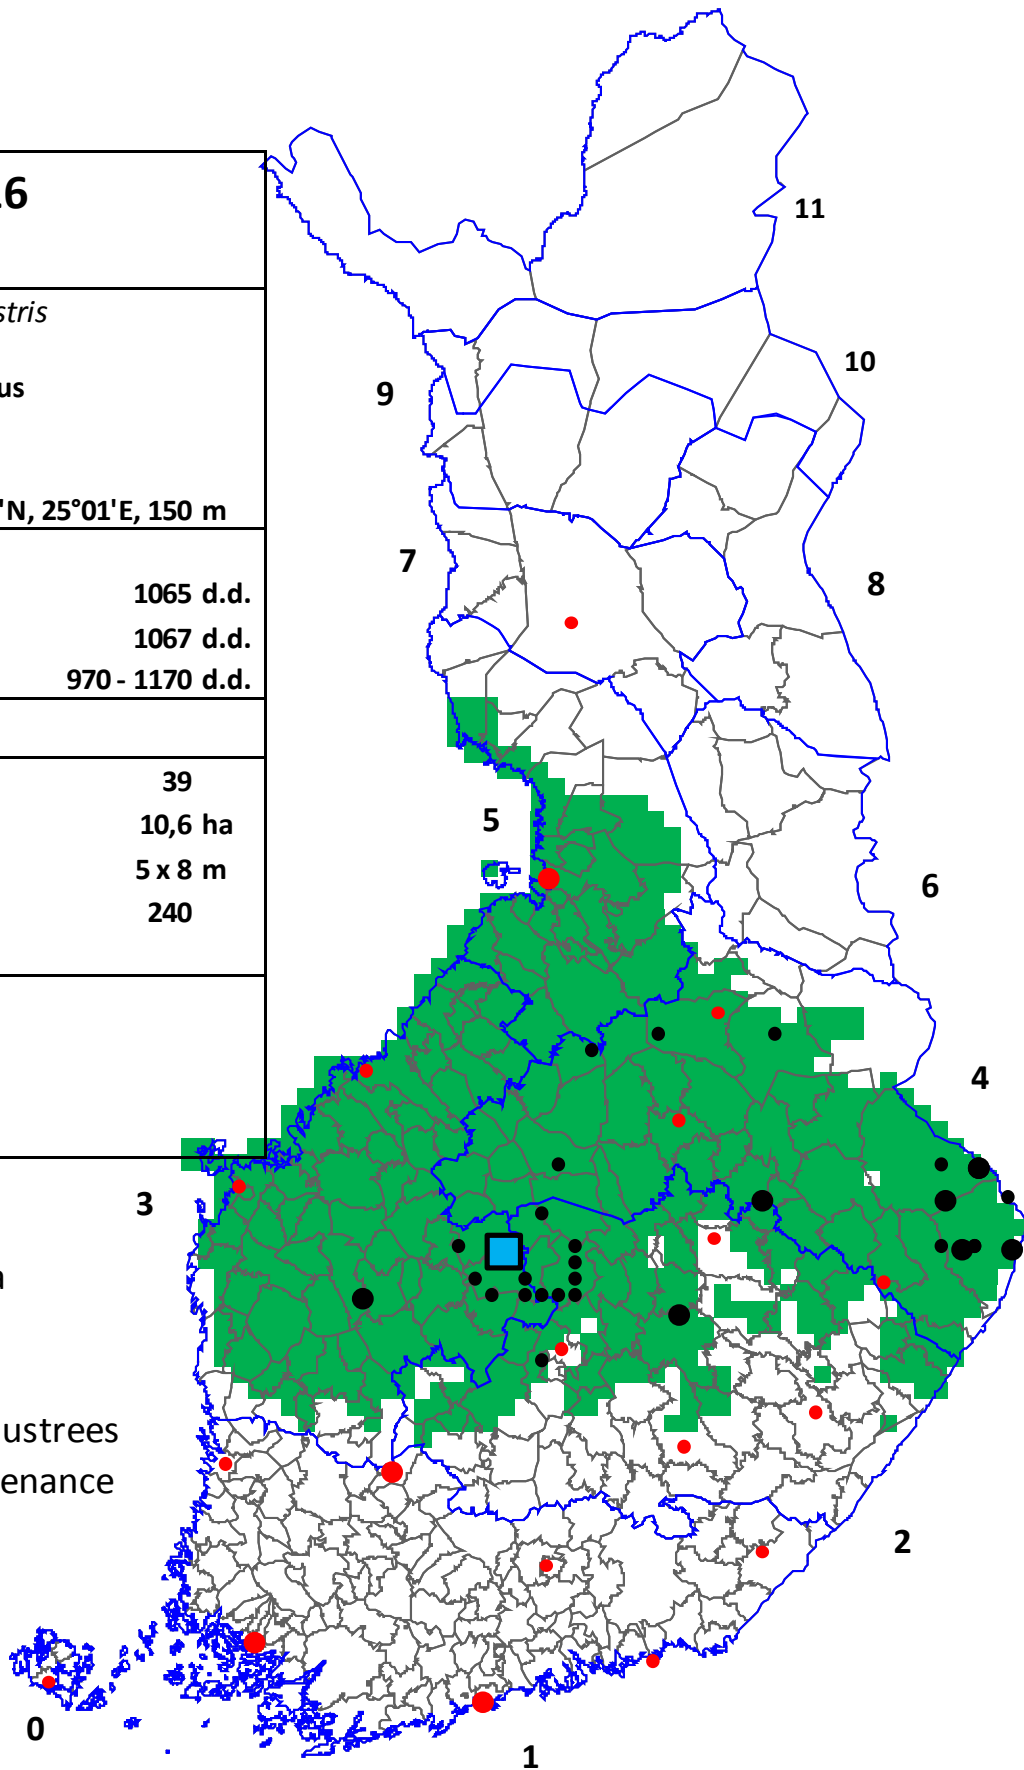 .6
stris
us
'N, 25°01'E, 150 m
1065 d.d.
1067 d.d.
970 - 1170 d.d.
39
10,6 ha
5 x 8 m
240
a
ustrees
enance
11
10
9
7
8
5
6
4
3
2
0
1